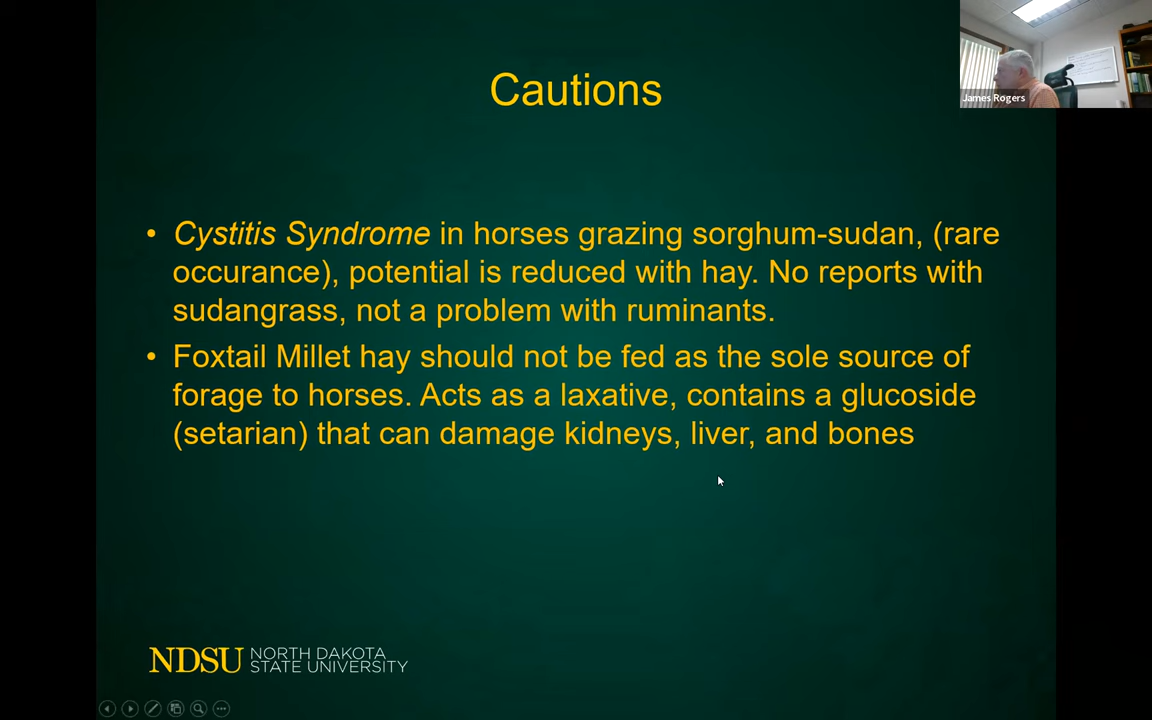 Cautions
James Rogers
• Cystitis Syndrome in horses grazing sorghum-sudan, (rare
occurance), potential is reduced with hay. No reports with
sudangrass, not a problem with ruminants.
• Foxtail Millet hay should not be fed as the sole source of
forage to horses. Acts as a laxative, contains a glucoside
(setarian) that can damage kidneys, liver, and bones
NDSU NORTH DAKOTA
STATE UNIVERSITY